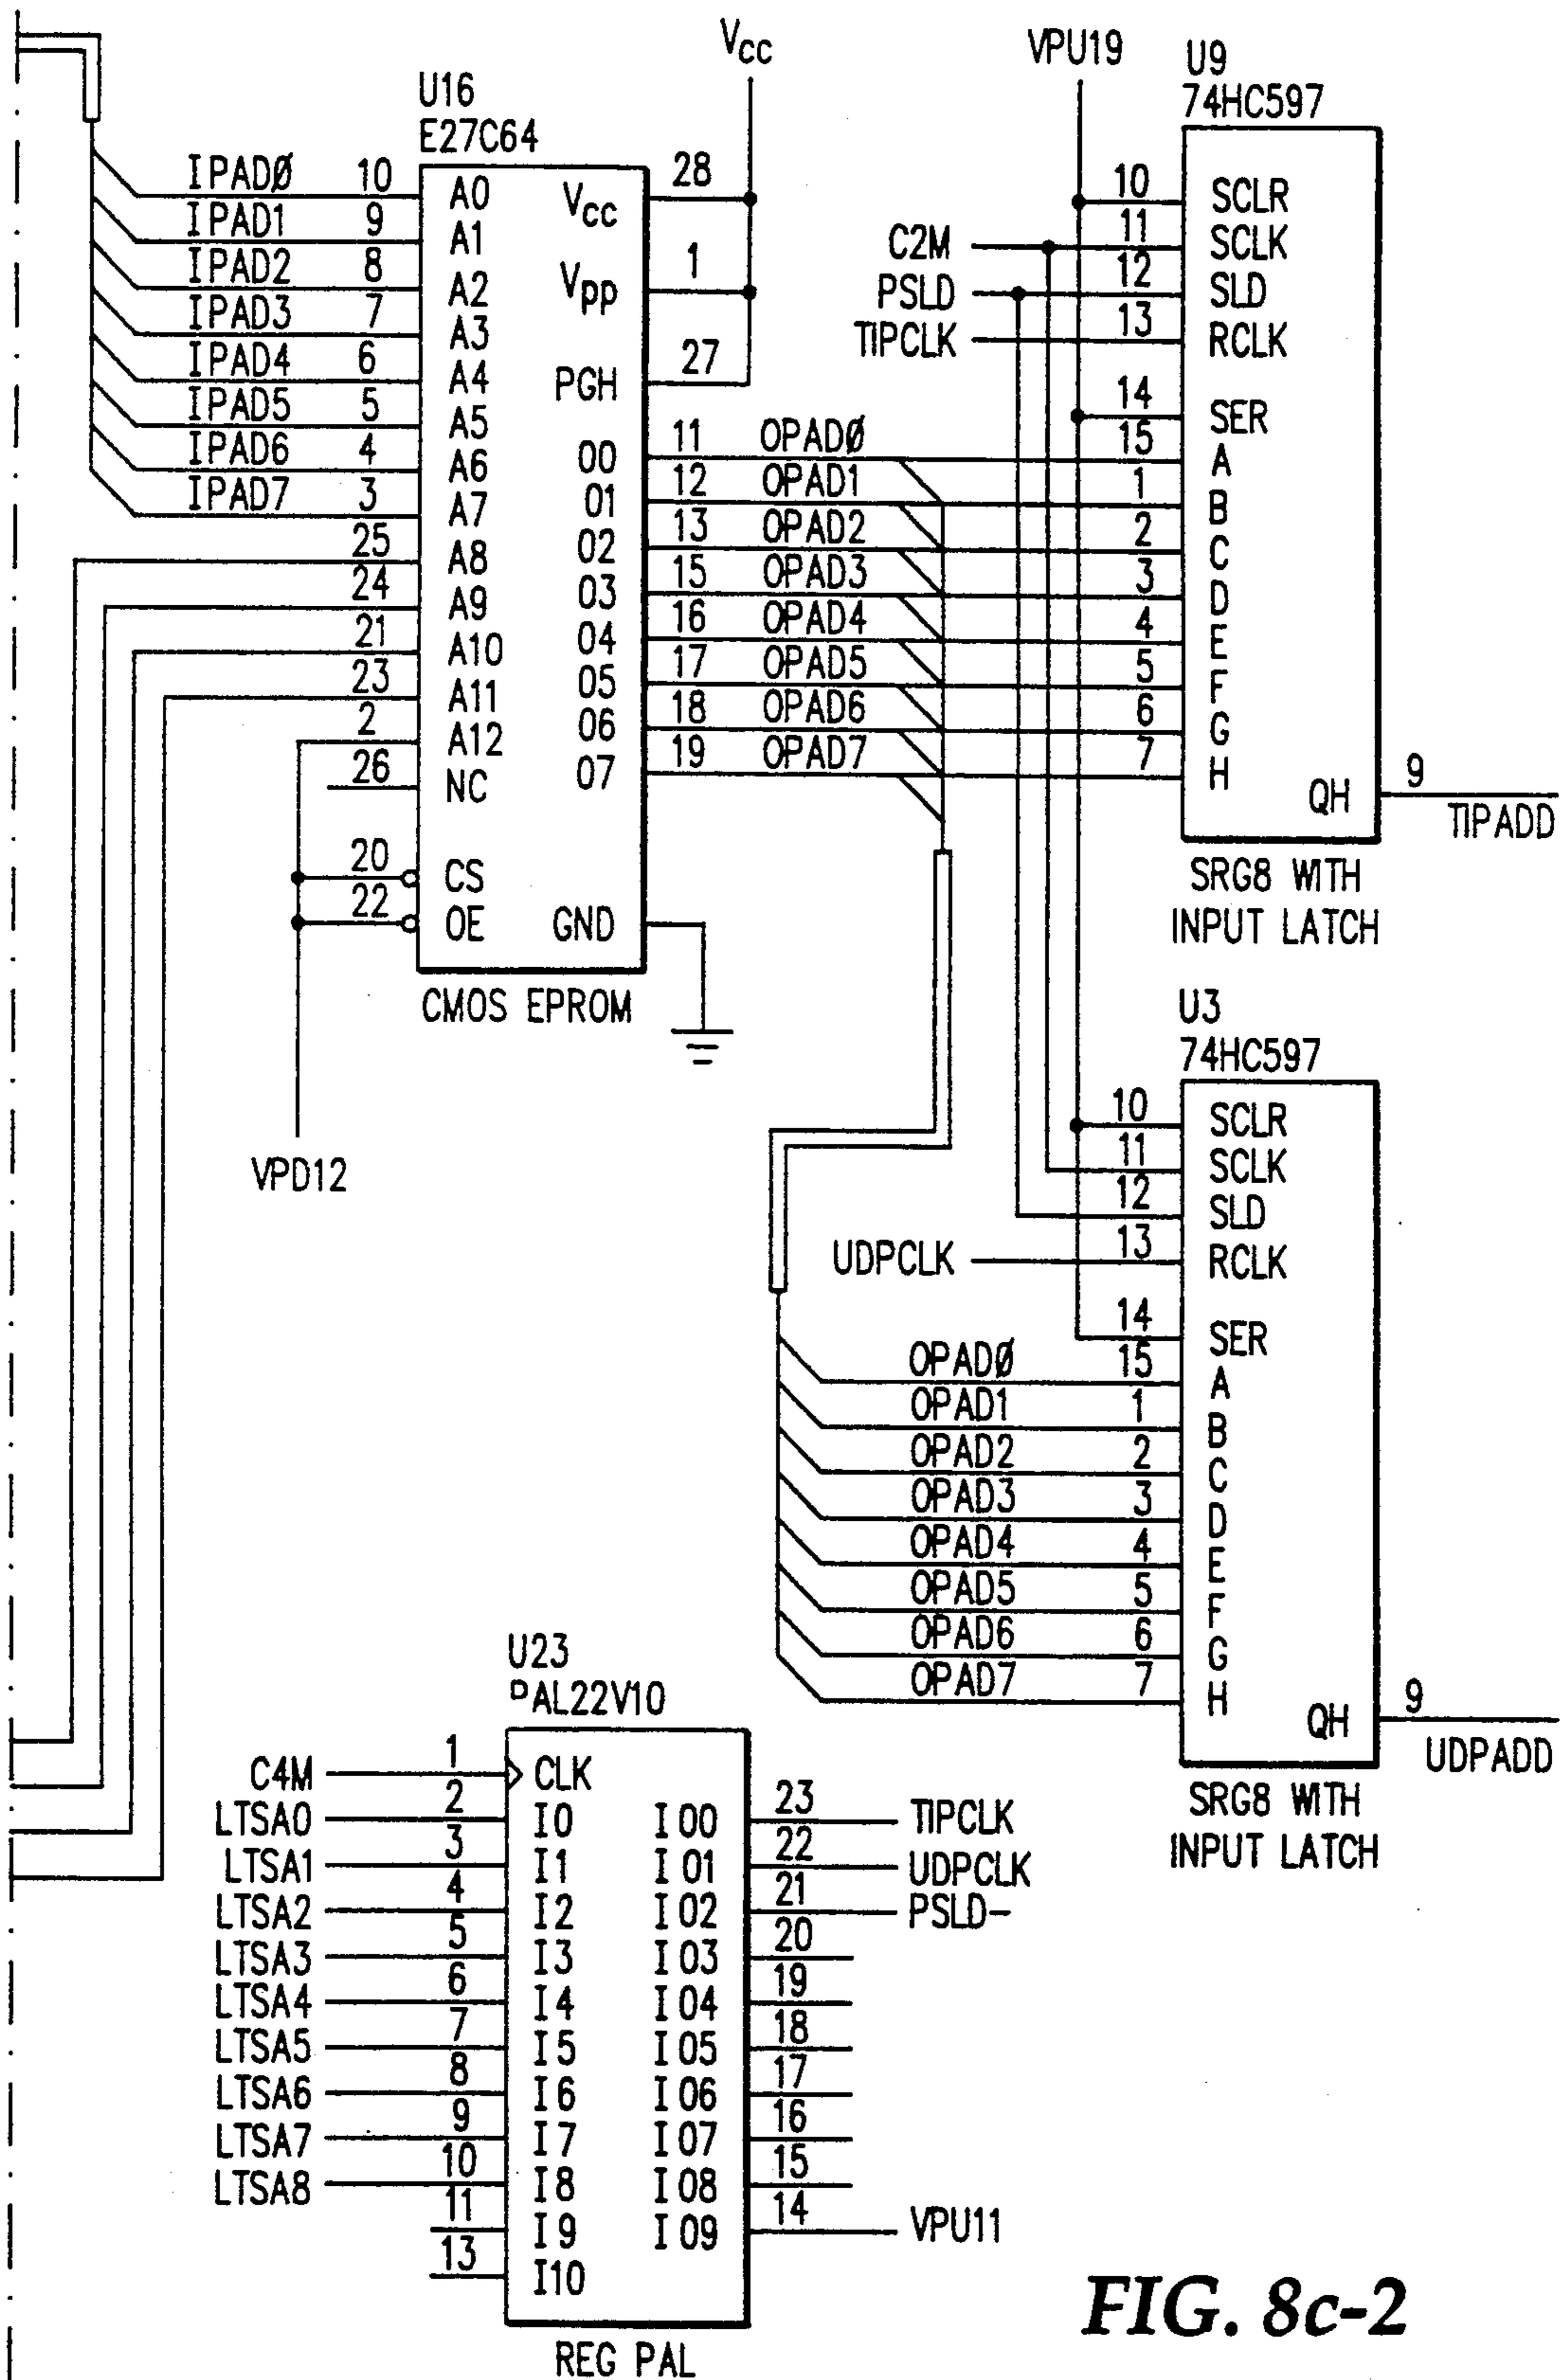 Vcc
U16
E27C64
IPADØ 10 A0
IPAD1 9 A1
IPAD2 8 A2
IPAD3 7 A3
IPAD4 6 A4
IPAD5 5 A5
IPAD6 4 A6
IPAD7 3 A7
25 A8
24 A9
21 A10
23 A11
2 A12
26 NC
20 CS
22 OE
Vcc 28
Vpp 1
PGH 27
00 11 OPADØ
01 12 OPAD1
02 13 OPAD2
03 15 OPAD3
04 16 OPAD4
05 17 OPAD5
06 18 OPAD6
07 19 OPAD7
GND
CMOS EPROM
VPD12
VPU19
U9
74HC597
10 SCLR
C2M 11 SCLK
PSLD 12 SLD
TIPCLK 13 RCLK
14 SER
15 A
1 B
2 C
3 D
4 E
5 F
6 G
7 H
QH 9
TIPADD
SRG8 WITH
INPUT LATCH
U3
74HC597
10 SCLR
11 SCLK
12 SLD
UDPCLK 13 RCLK
14 SER
OPADØ 15 A
OPAD1 1 B
OPAD2 2 C
OPAD3 3 D
OPAD4 4 E
OPAD5 5 F
OPAD6 6 G
OPAD7 7 H
QH 9
UDPADD
SRG8 WITH
INPUT LATCH
U23
PAL22V10
C4M 1 CLK
LTSA0 2 I0
LTSA1 3 I1
LTSA2 4 I2
LTSA3 5 I3
LTSA4 6 I4
LTSA5 7 I5
LTSA6 8 I6
LTSA7 9 I7
LTSA8 10 I8
11 I9
13 I10
I00 23 TIPCLK
I01 22 UDPCLK
I02 21 PSLD-
I03 20
I04 19
I05 18
I06 17
I07 16
I08 15
I09 14 VPU11
REG PAL
FIG. 8c-2